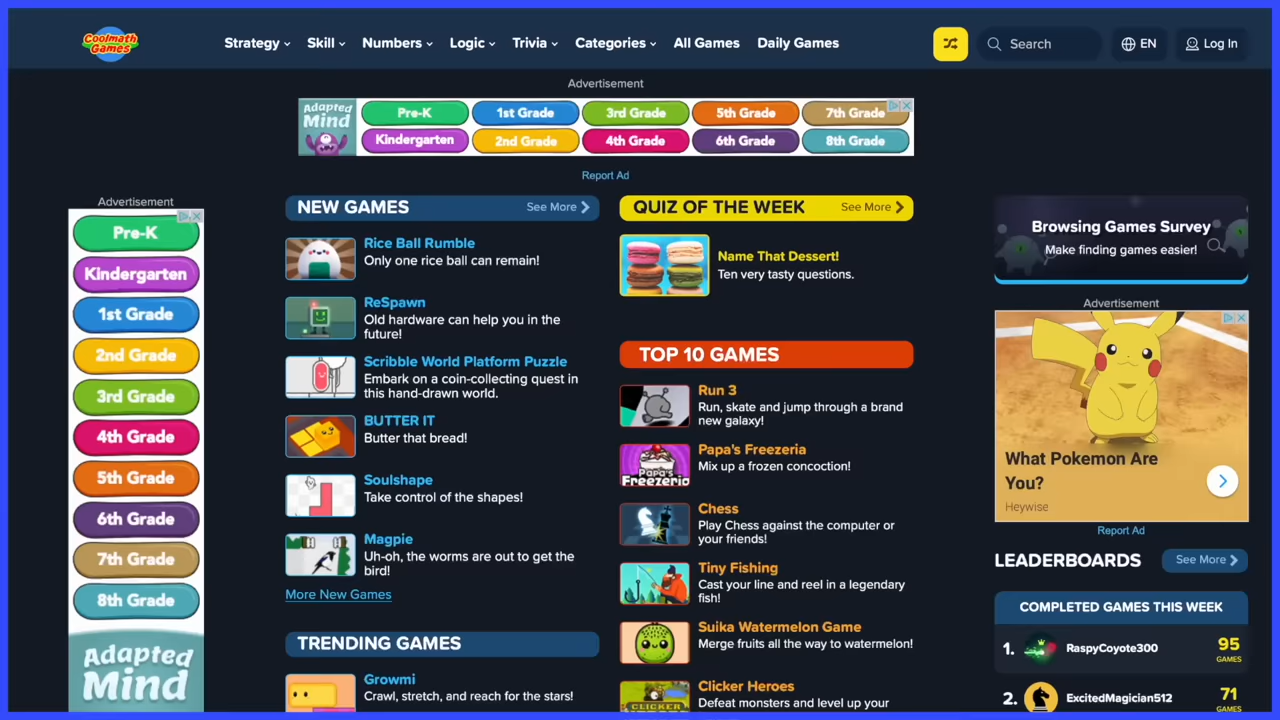 Coolmath
Games
Strategy
Skill
Numbers
Logic
Trivia
Categories
All Games
Daily Games
Search
EN
Log In
Advertisement
Adapted
Mind
Pre-K
1st Grade
3rd Grade
5th Grade
7th Grade
Kindergarten
2nd Grade
4th Grade
6th Grade
8th Grade
Report Ad
Advertisement
Pre-K
Kindergarten
1st Grade
2nd Grade
3rd Grade
4th Grade
5th Grade
6th Grade
7th Grade
8th Grade
Adapted
Mind
NEW GAMES
See More
Rice Ball Rumble
Only one rice ball can remain!
ReSpawn
Old hardware can help you in the
future!
Scribble World Platform Puzzle
Embark on a coin-collecting quest in
this hand-drawn world.
BUTTER IT
Butter that bread!
Soulshape
Take control of the shapes!
Magpie
Uh-oh, the worms are out to get the
bird!
More New Games
TRENDING GAMES
Growmi
Crawl, stretch, and reach for the stars!
QUIZ OF THE WEEK
See More
Name That Dessert!
Ten very tasty questions.
TOP 10 GAMES
Run 3
Run, skate and jump through a brand
new galaxy!
Papa's
Freezeria
Papa's Freezeria
Mix up a frozen concoction!
Chess
Play Chess against the computer or
your friends!
Tiny Fishing
Cast your line and reel in a legendary
fish!
Suika Watermelon Game
Merge fruits all the way to watermelon!
CLICKER
Clicker Heroes
Defeat monsters and level up your
Browsing Games Survey
Make finding games easier!
Advertisement
What Pokemon Are
You?
Heywise
Report Ad
LEADERBOARDS
See More
COMPLETED GAMES THIS WEEK
1.
RaspyCoyote300
95
GAMES
2.
ExcitedMagician512
71
GAMES